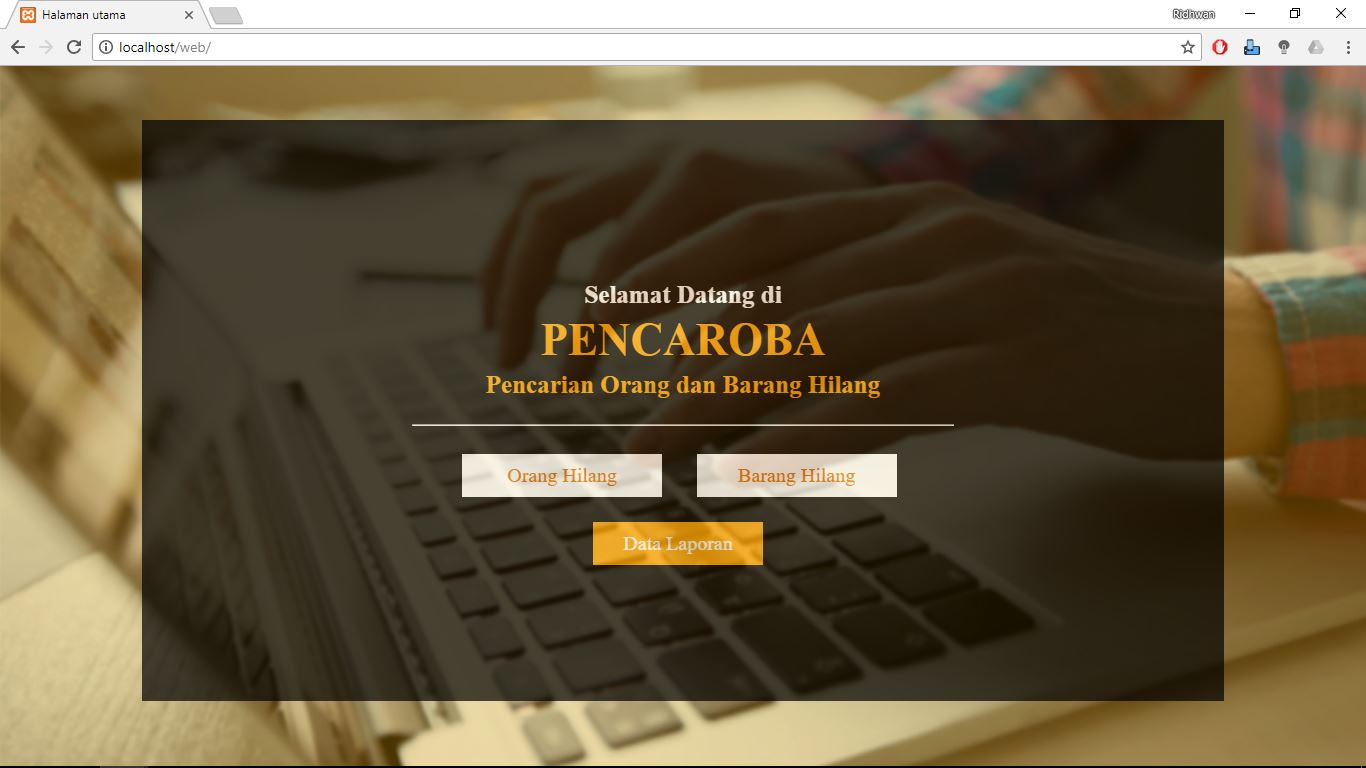 Halaman utama
Ridhwan
localhost/web/
Selamat Datang di
PENCAROBA
Pencarian Orang dan Barang Hilang
Orang Hilang Barang Hilang
Data Laporan